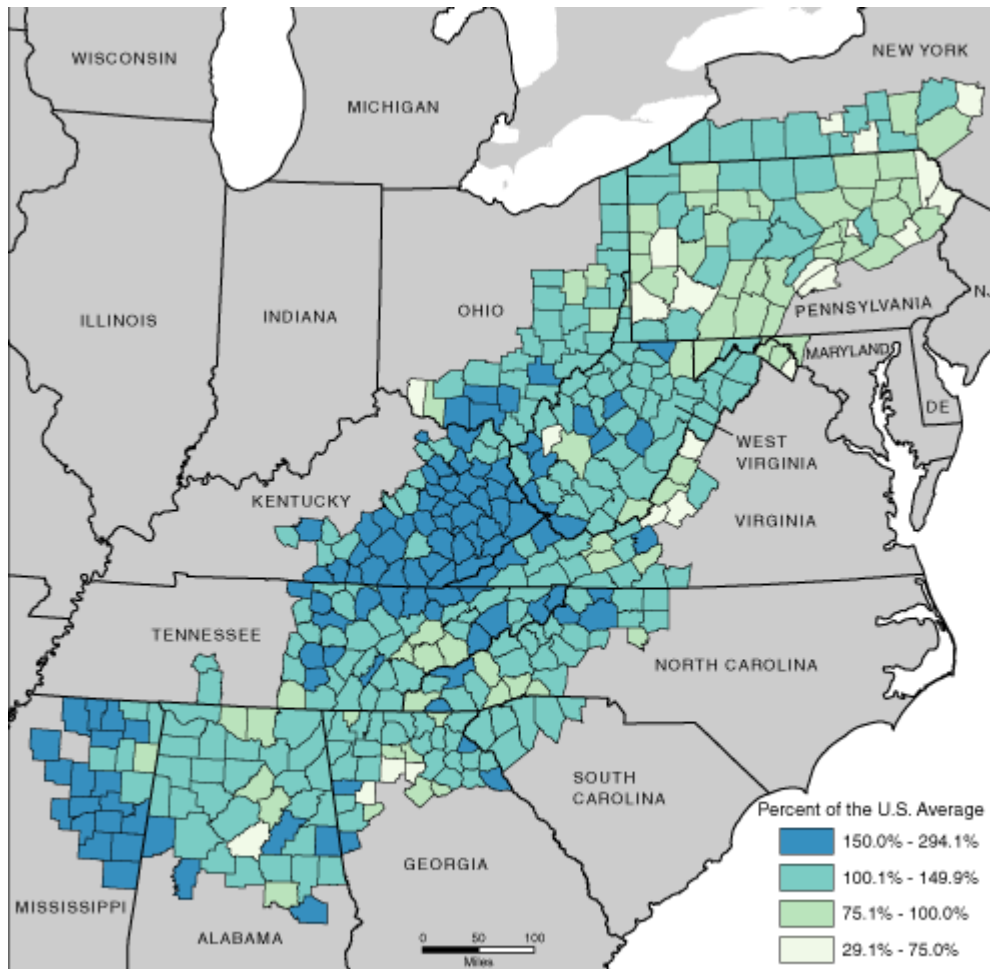 WISCONSIN
MICHIGAN
NEW YORK
ILLINOIS
INDIANA
OHIO
PENNSYLVANIA
N.J.
MARYLAND
DE
WEST
VIRGINIA
KENTUCKY
VIRGINIA
TENNESSEE
NORTH CAROLINA
SOUTH
CAROLINA
GEORGIA
MISSISSIPPI
ALABAMA
0 50 100
Miles
Percent of the U.S. Average
150.0% - 294.1%
100.1% - 149.9%
75.1% - 100.0%
29.1% - 75.0%